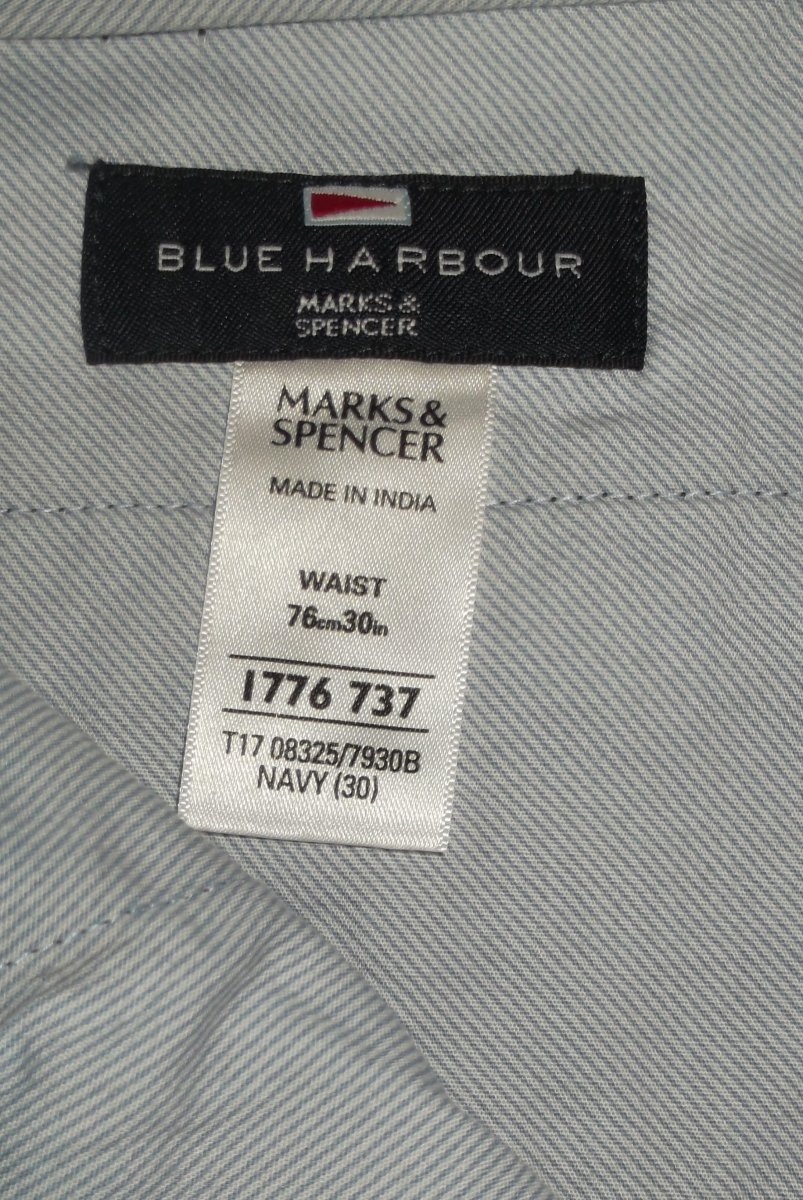 BLUE HARBOUR
MARKS &
SPENCER
MARKS &
SPENCER
MADE IN INDIA
WAIST
76cm30in
1776 737
T17 08325/7930B
NAVY (30)